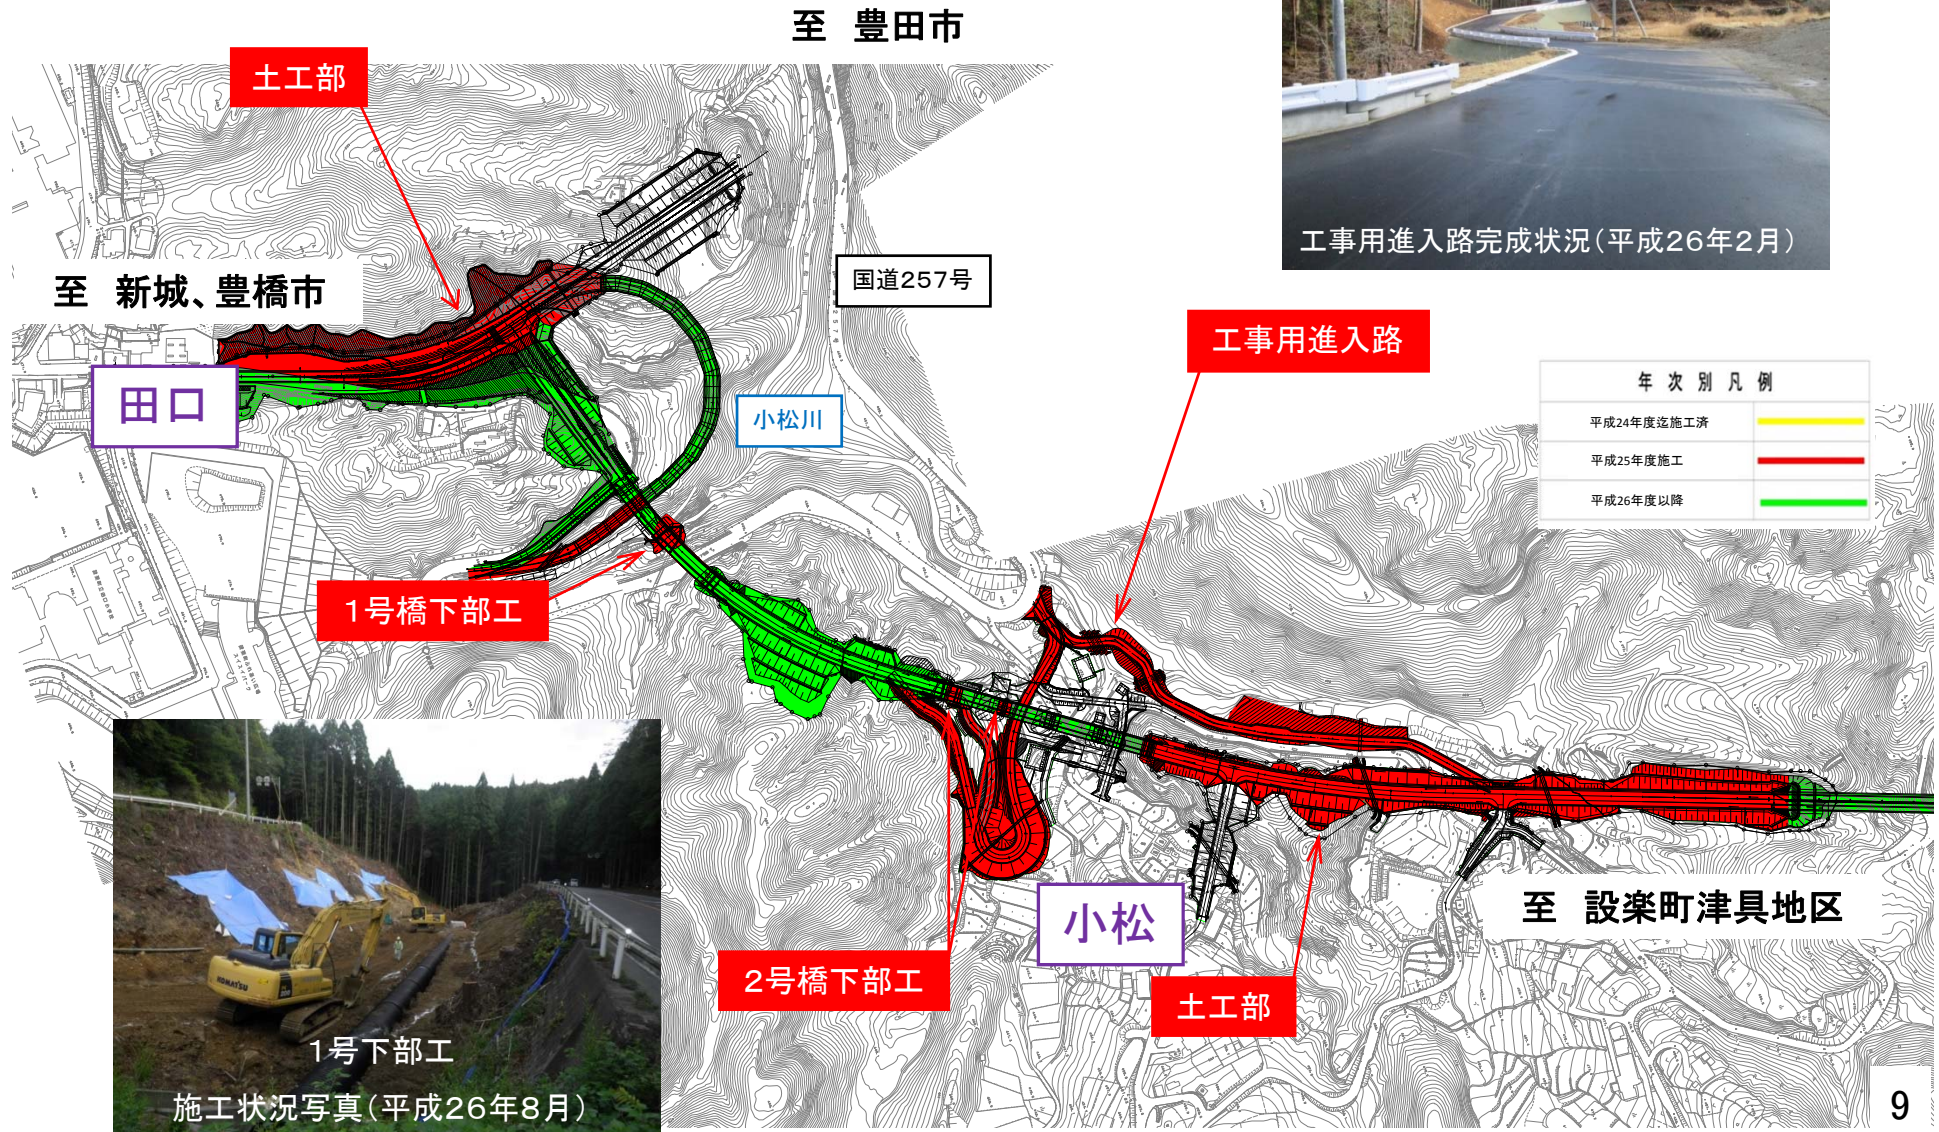 至 豊田市
土工部
工事用進入路完成状況(平成26年2月)
至 新城、豊橋市
国道257号
工事用進入路
年次別凡例
平成24年度迄施工済
平成25年度施工
平成26年度以降
田口
小松川
1号橋下部工
小松
至 設楽町津具地区
2号橋下部工
土工部
KOMATSU
1号下部工
施工状況写真(平成26年8月)
9